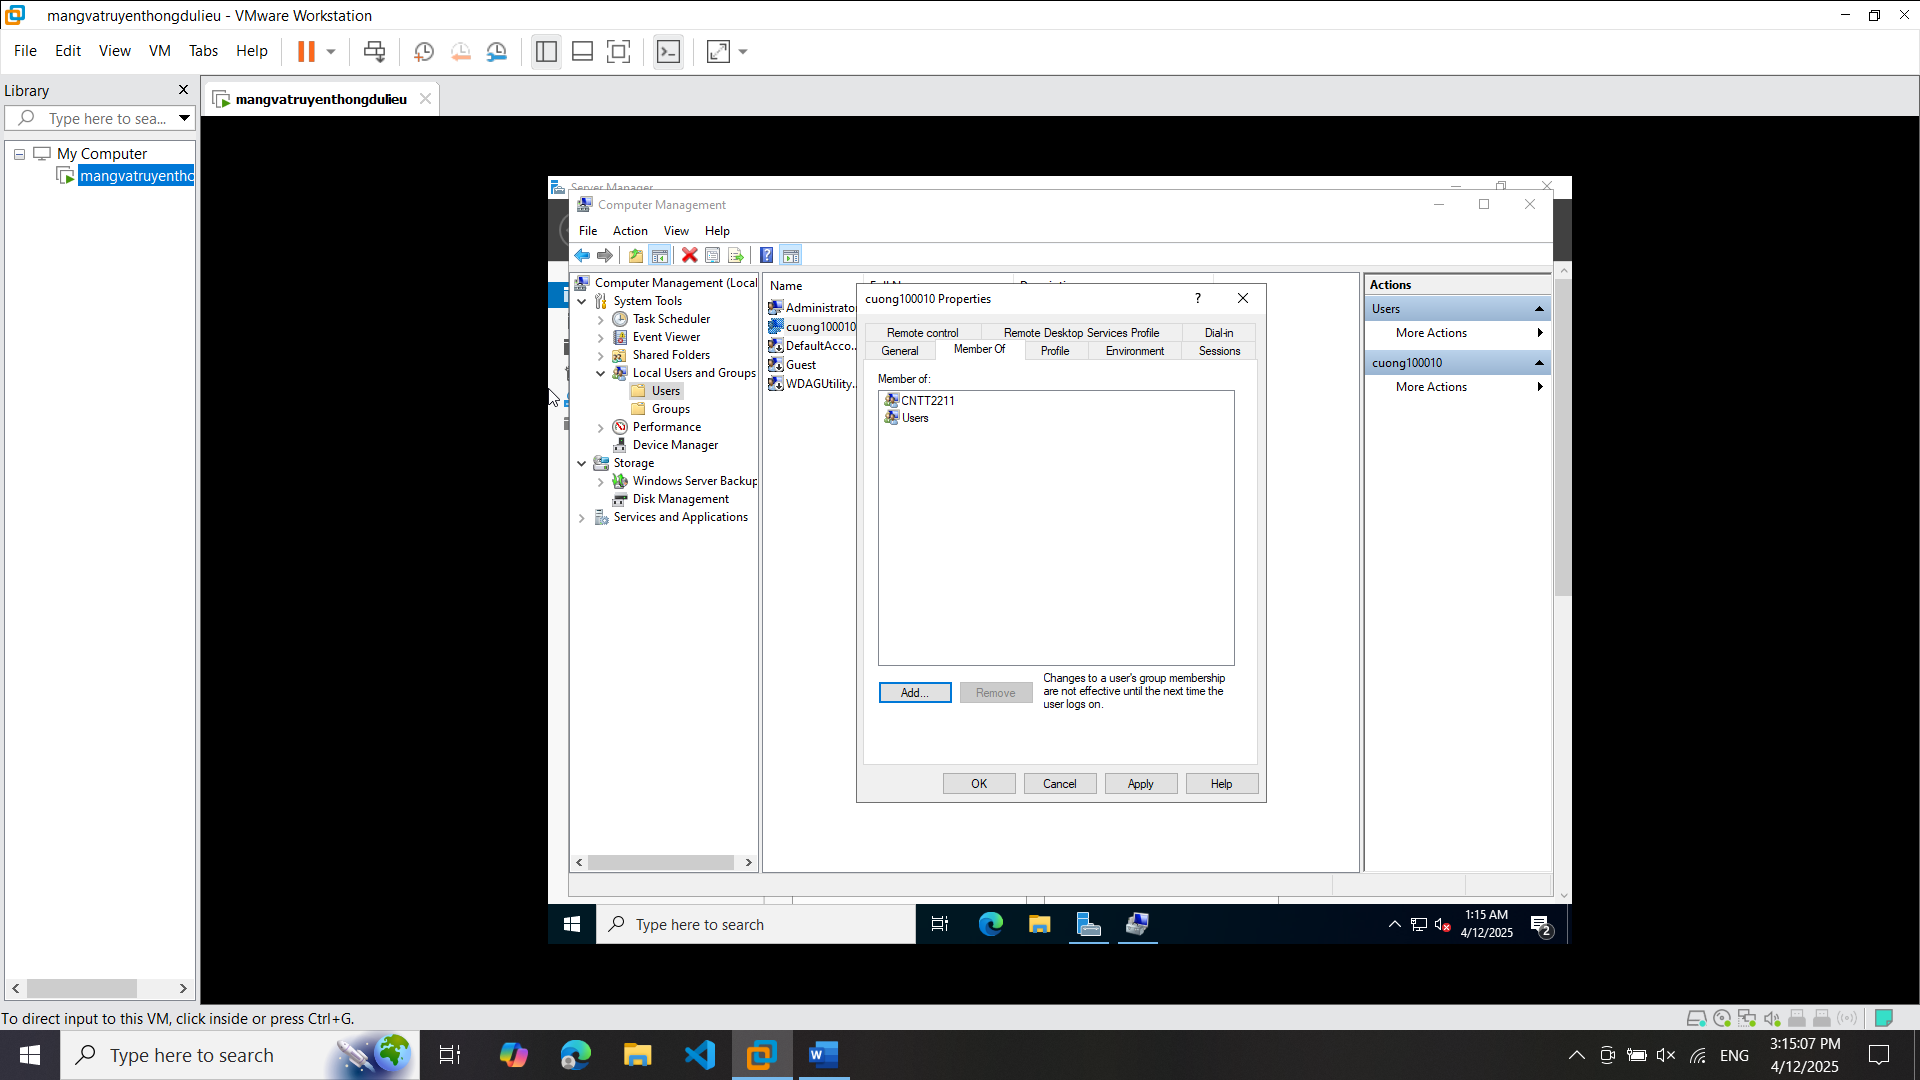 mangvatruyenthongdulieu - VMware Workstation
File Edit View VM Tabs Help
Library
Type here to sea...
My Computer
mangvatruyenthc
mangvatruyenthongdulieu
Server Manager
Computer Management
File Action View Help
Computer Management (Local
System Tools
Task Scheduler
Event Viewer
Shared Folders
Local Users and Groups
Users
Groups
Performance
Device Manager
Storage
Windows Server Backup
Disk Management
Services and Applications
Name
Administrato
cuong100010
DefaultAcco...
Guest
WDAGUtility...
cuong100010 Properties
?
Remote control Remote Desktop Services Profile Dial-in
General Member Of Profile Environment Sessions
Member of:
CNTT2211
Users
Add... Remove
Changes to a user's group membership
are not effective until the next time the
user logs on.
OK Cancel Apply Help
Actions
Users
More Actions
cuong100010
More Actions
Type here to search
1:15 AM
4/12/2025
2
To direct input to this VM, click inside or press Ctrl+G.
Type here to search
ENG
3:15:07 PM
4/12/2025